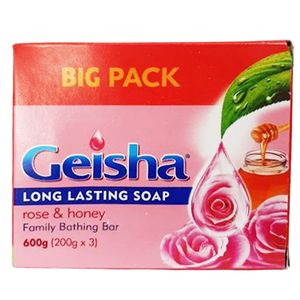 BIG PACK
Geisha®
LONG LASTING SOAP
rose & honey
Family Bathing Bar
600g (200g x 3)